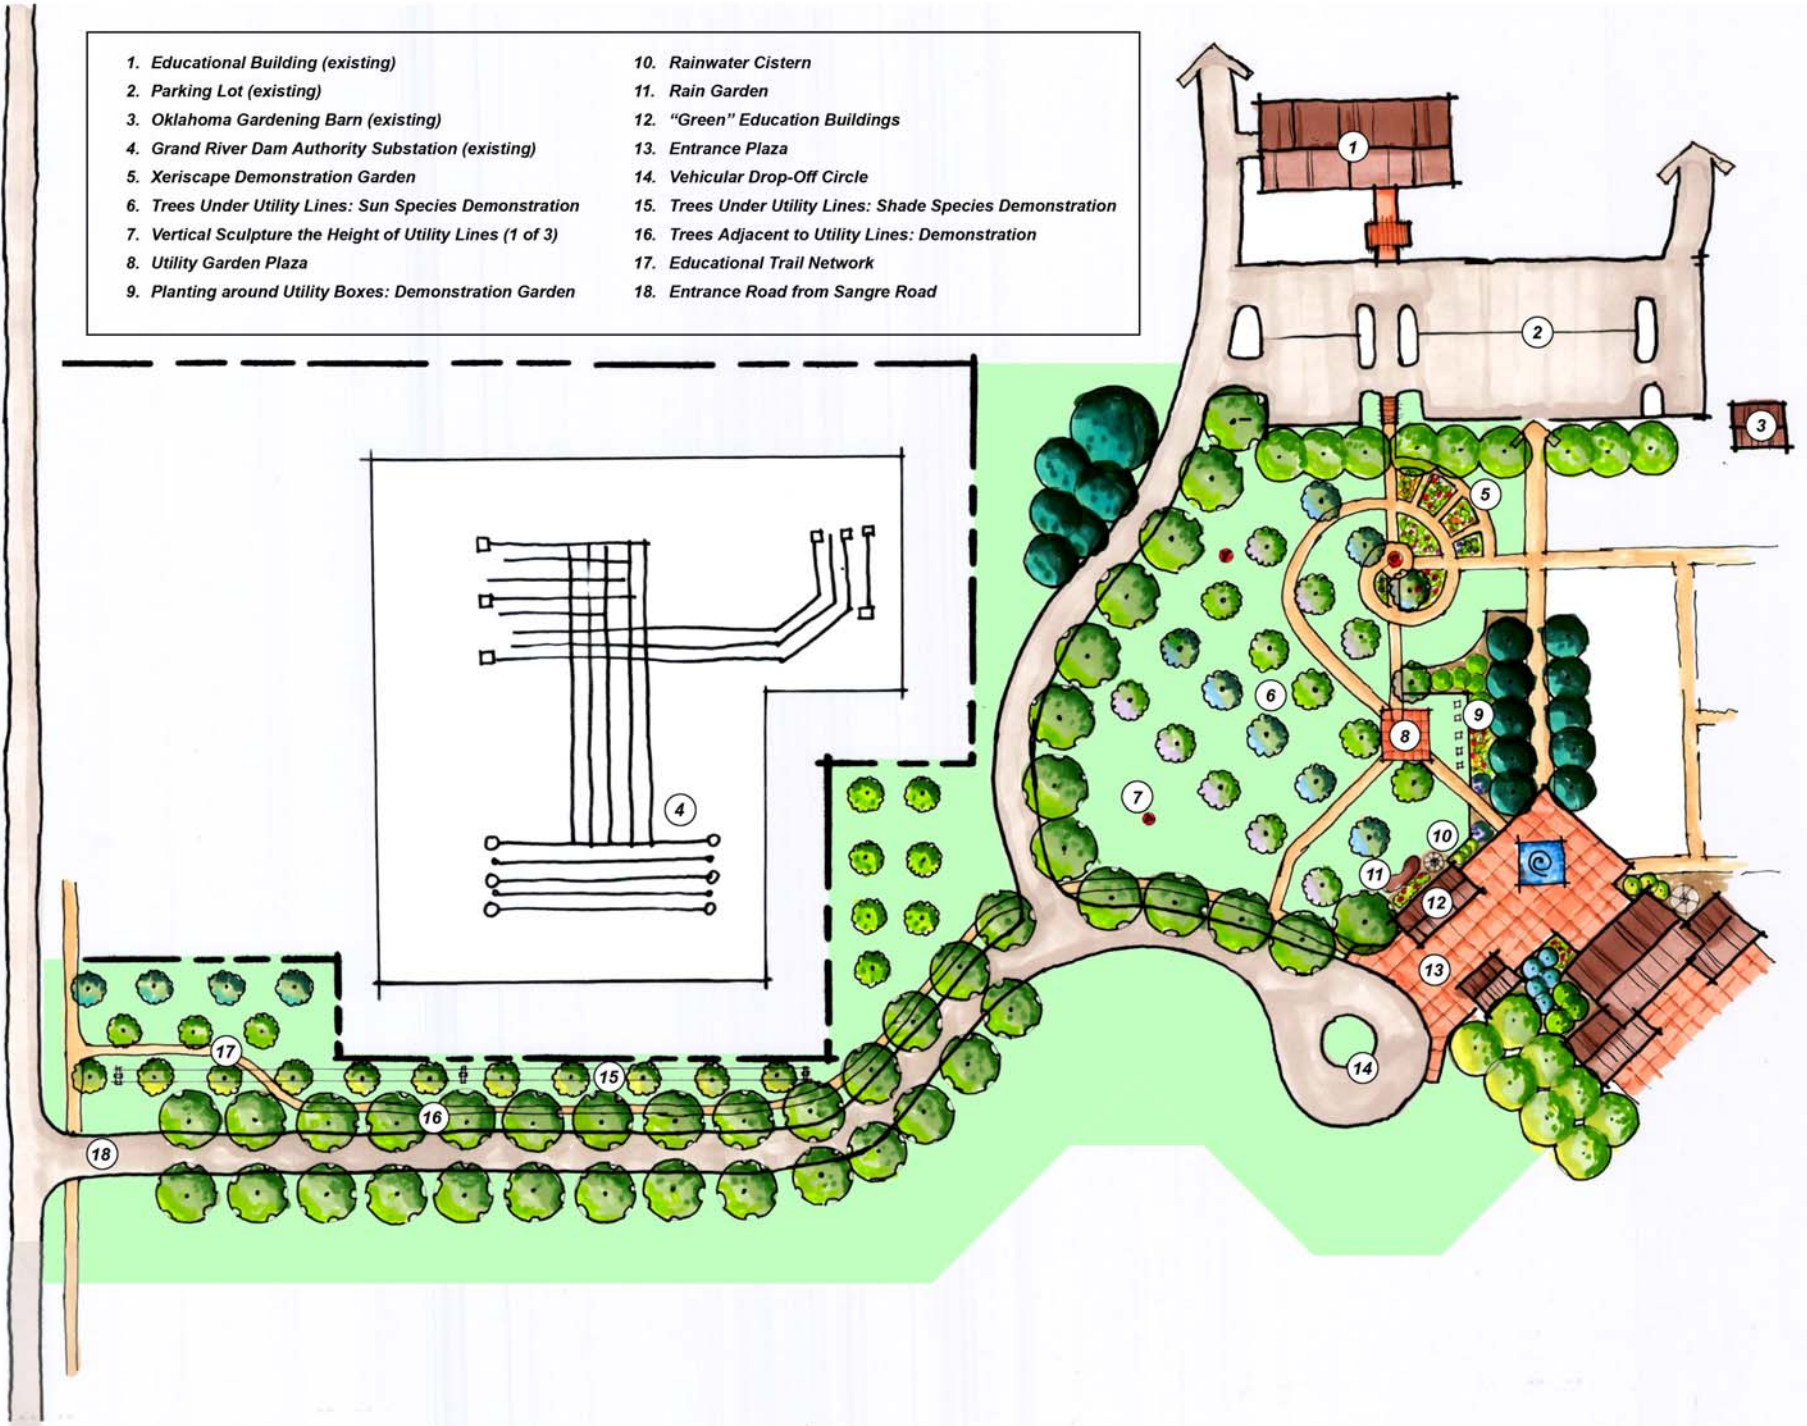 1. Educational Building (existing)
2. Parking Lot (existing)
3. Oklahoma Gardening Barn (existing)
4. Grand River Dam Authority Substation (existing)
5. Xeriscape Demonstration Garden
6. Trees Under Utility Lines: Sun Species Demonstration
7. Vertical Sculpture the Height of Utility Lines (1 of 3)
8. Utility Garden Plaza
9. Planting around Utility Boxes: Demonstration Garden
10. Rainwater Cistern
11. Rain Garden
12. “Green” Education Buildings
13. Entrance Plaza
14. Vehicular Drop-Off Circle
15. Trees Under Utility Lines: Shade Species Demonstration
16. Trees Adjacent to Utility Lines: Demonstration
17. Educational Trail Network
18. Entrance Road from Sangre Road
1
2
3
5
6
9
8
7
4
10
11
12
13
17
14
15
16
18